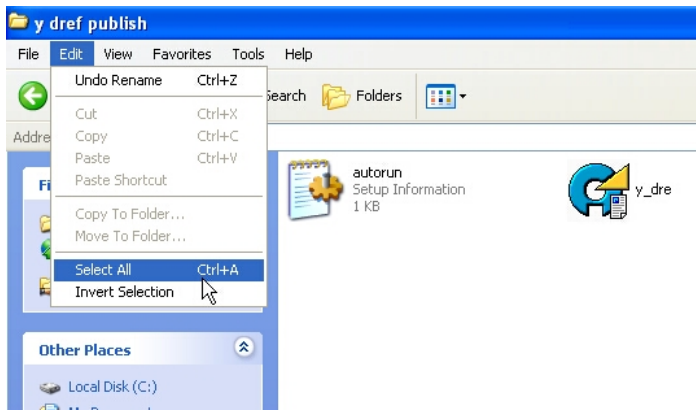 y dref publish
File Edit View Favorites Tools Help
Undo Rename Ctrl+Z
Cut Ctrl+X
Copy Ctrl+C
Paste Ctrl+V
Paste Shortcut
Copy To Folder...
Move To Folder...
Select All Ctrl+A
Invert Selection
Folders
autorun
Setup Information
1 KB
y_dre
Other Places
Local Disk (C:)